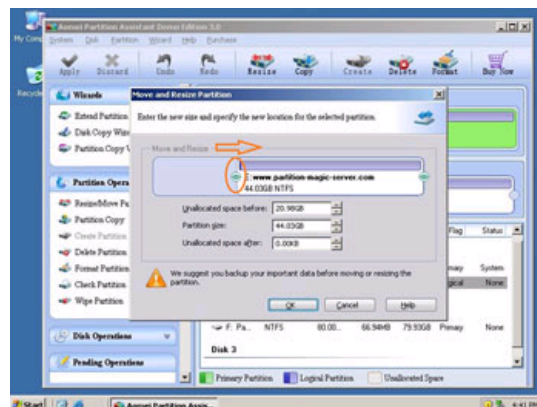 My Comp
Recycle
Aomei Partition Assistant Server Edition 3.0
System Disk Partition Wizard Help Purchase
Apply Discard Undo Redo Resize Copy Create Delete Format Buy Now
Wizards
Extend Partition
Disk Copy Wiz
Partition Copy
Partition Opera
Resize/Move Pa
Partition Copy
Create Partition
Delete Partition
Format Partition
Check Partition
Wipe Partition
Disk Operations
Pending Operations
Move and Resize Partition
Enter the new size and specify the new location for the selected partition.
Move and Resize
www.partition-magic-server.com
44.03GB NTFS
Unallocated space before: 20.98GB
Partition size: 44.03GB
Unallocated space after: 0.00KB
We suggest you backup your important data before moving or resizing the
partition.
OK Cancel Help
Flag Status
mary System
gical None
F: Pa... NTFS 80.00... 66.94MB 79.93GB Primary None
Disk 3
Primary Partition Logical Partition Unallocated Space
Start Aomei Partition Assis... 4:41 PM